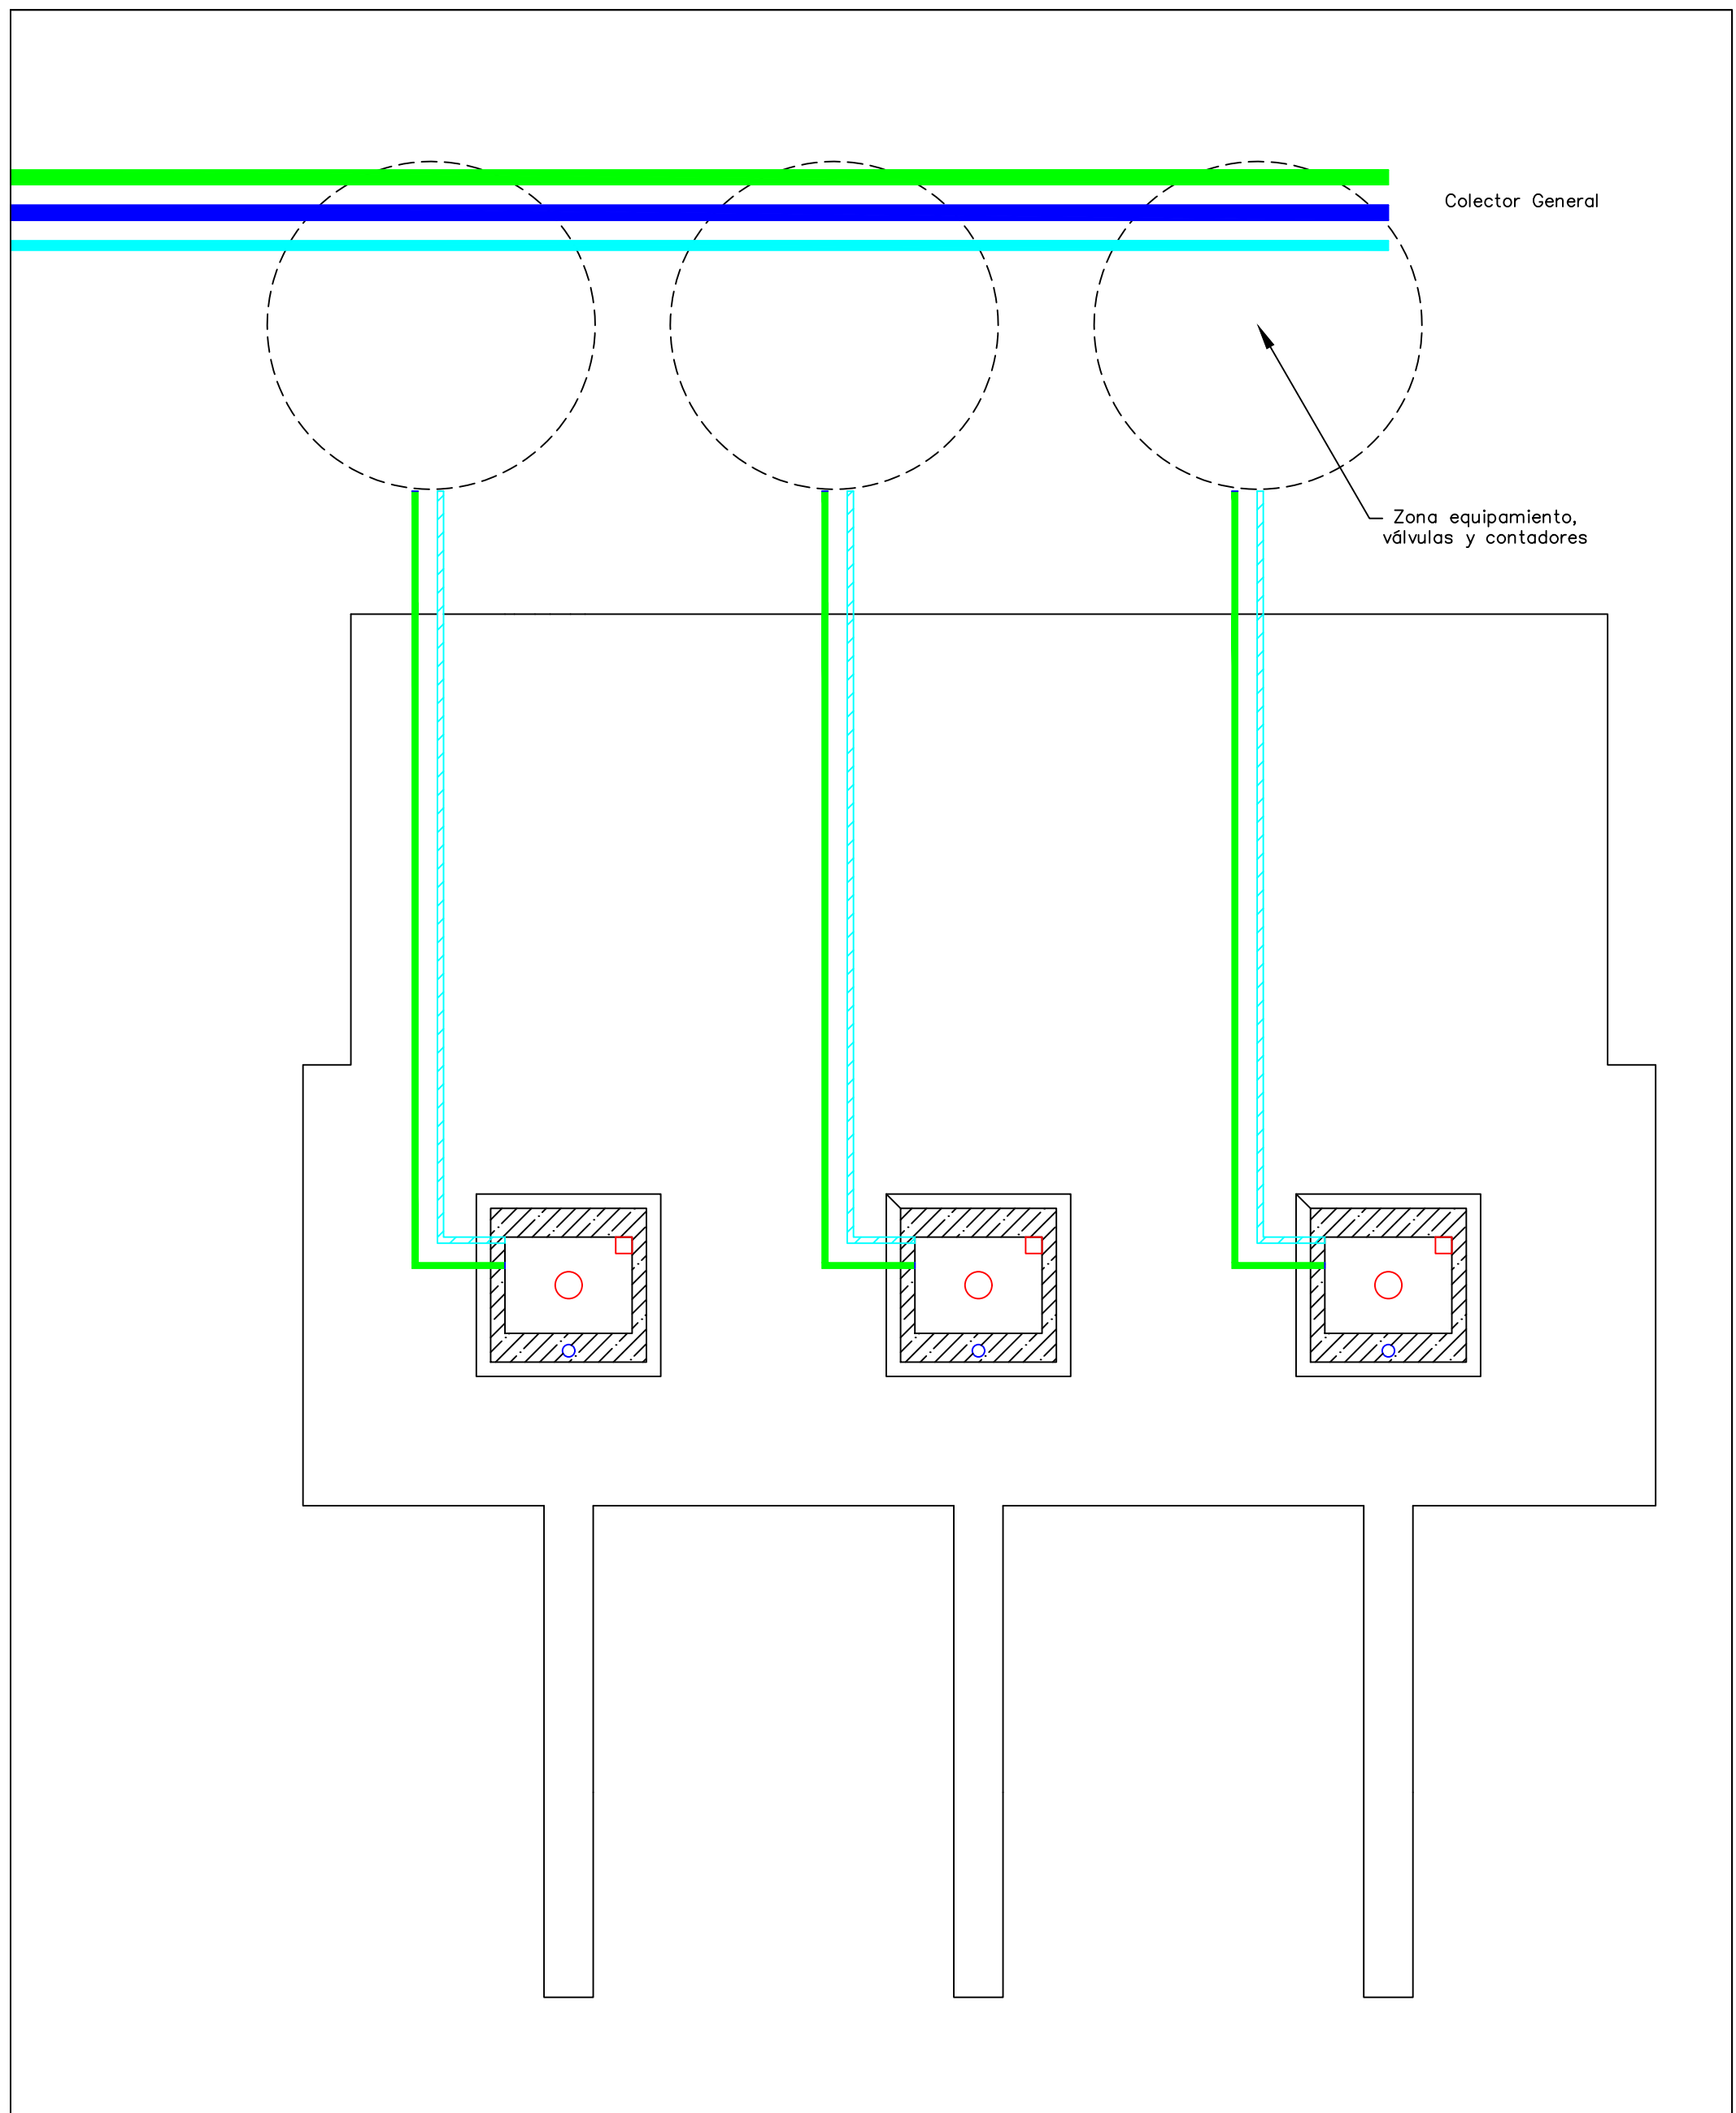 Colector General
Zona equipamiento,
válvulas y contadores